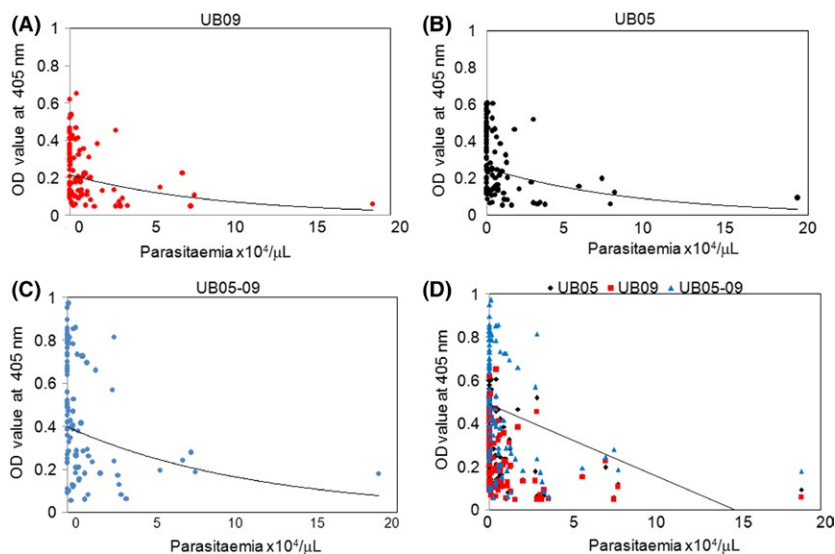 (A) UB09
OD value at 405 nm
1
0.8
0.6
0.4
0.2
0
0 5 10 15 20
Parasitaemia x10⁴/µL
(B) UB05
OD value at 405 nm
1
0.8
0.6
0.4
0.2
0
0 5 10 15 20
Parasitaemia x10⁴/µL
(C) UB05-09
OD value at 405 nm
1
0.8
0.6
0.4
0.2
0
0 5 10 15 20
Parasitaemia x10⁴/µL
(D) UB05 UB09 UB05-09
OD value at 405 nm
1
0.8
0.6
0.4
0.2
0
0 5 10 15 20
Parasitaemia x10⁴/µL